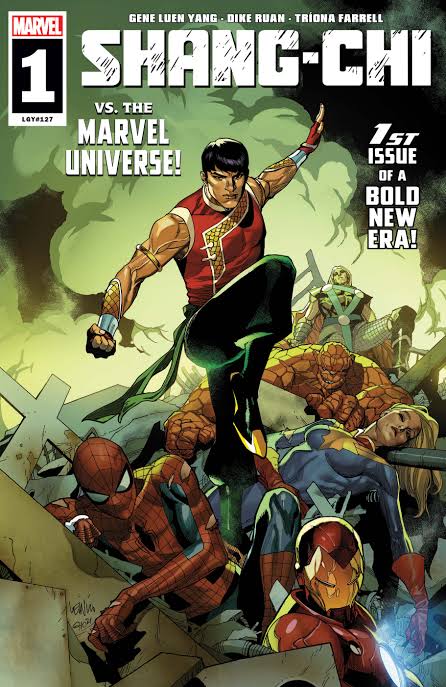 MARVEL
1
LGY#127
GENE LUEN YANG · DIKE RUAN · TRÍONA FARRELL
SHANG-CHI
VS. THE
MARVEL
UNIVERSE!
1ST
ISSUE
OF A
BOLD
NEW
ERA!